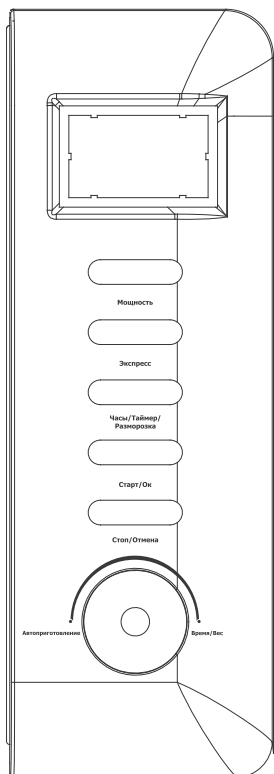 Мощность
Экспресс
Часы/Таймер/
Разморозка
Старт/Ок
Стоп/Отмена
Автоприготовление
Время/Вес